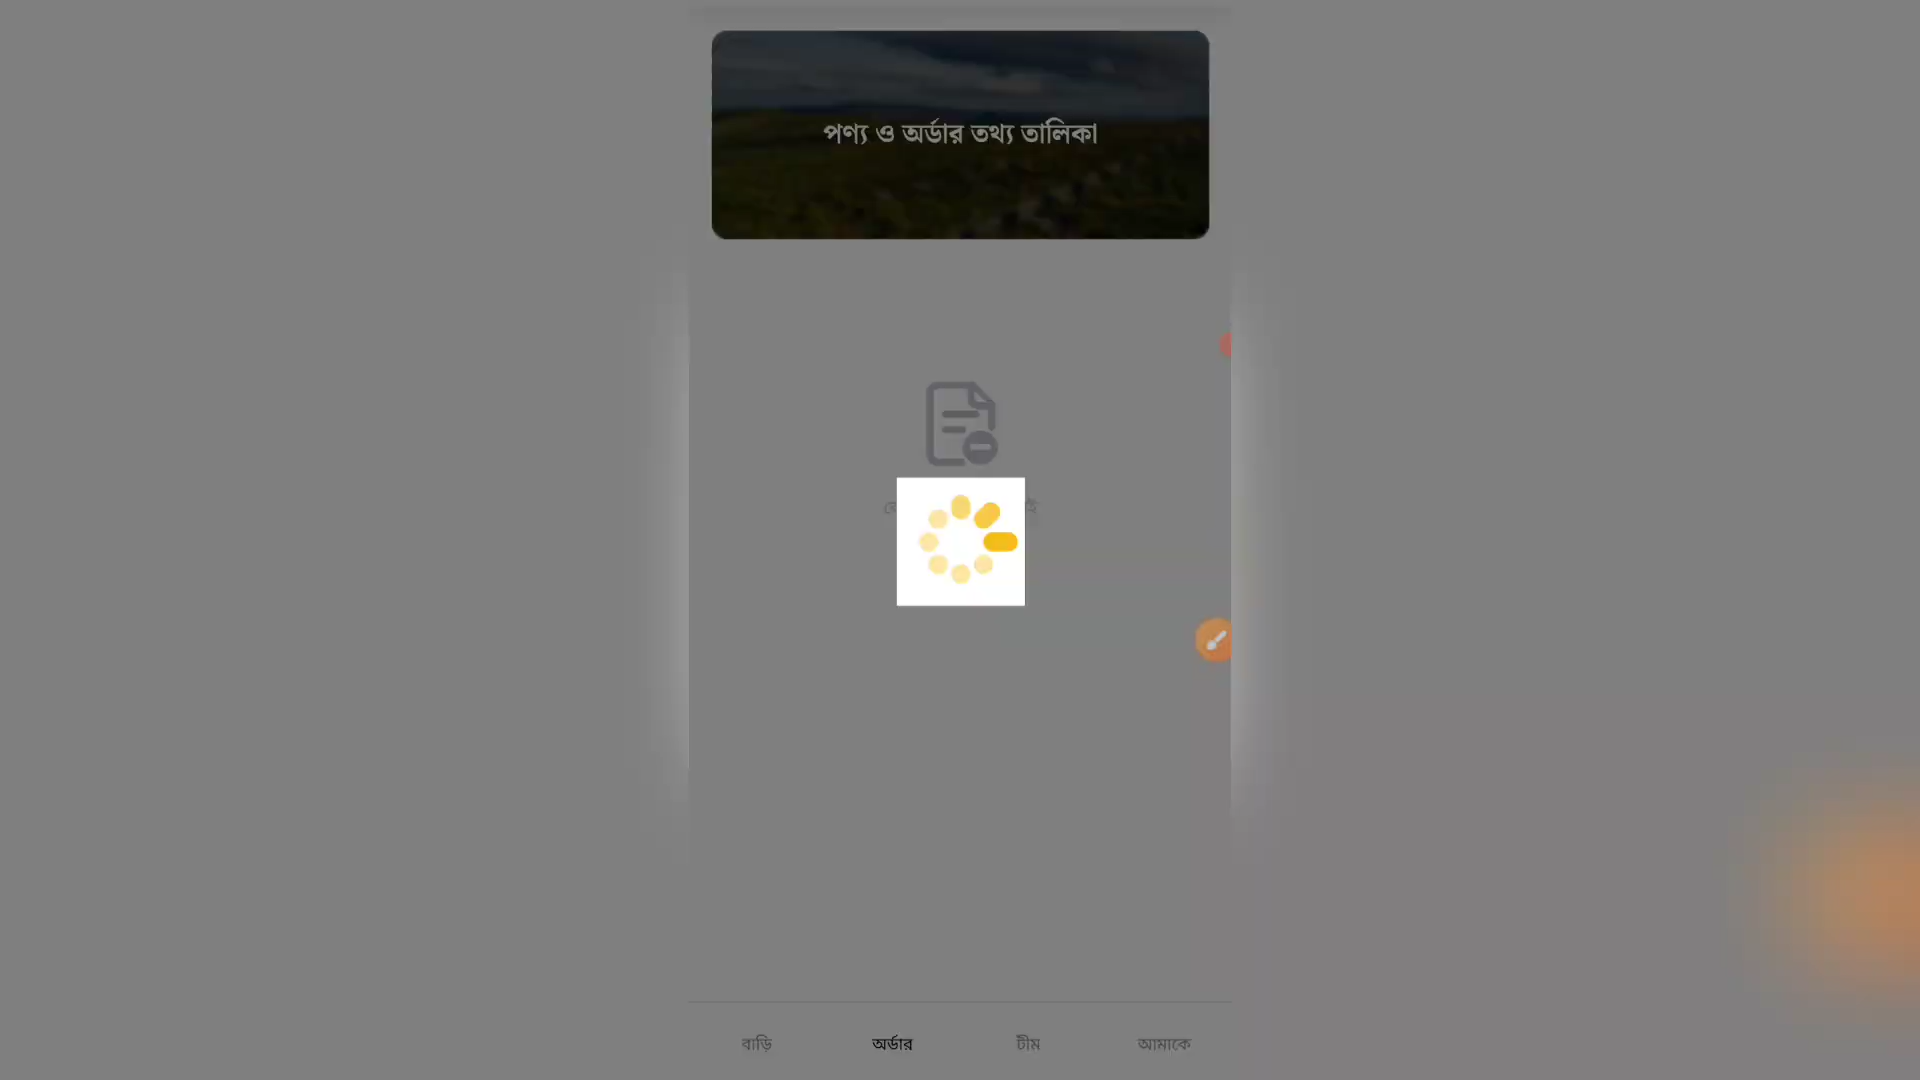 পণ্য ও অর্ডার তথ্য তালিকা
বাড়ি
অর্ডার
টীম
আমাকে